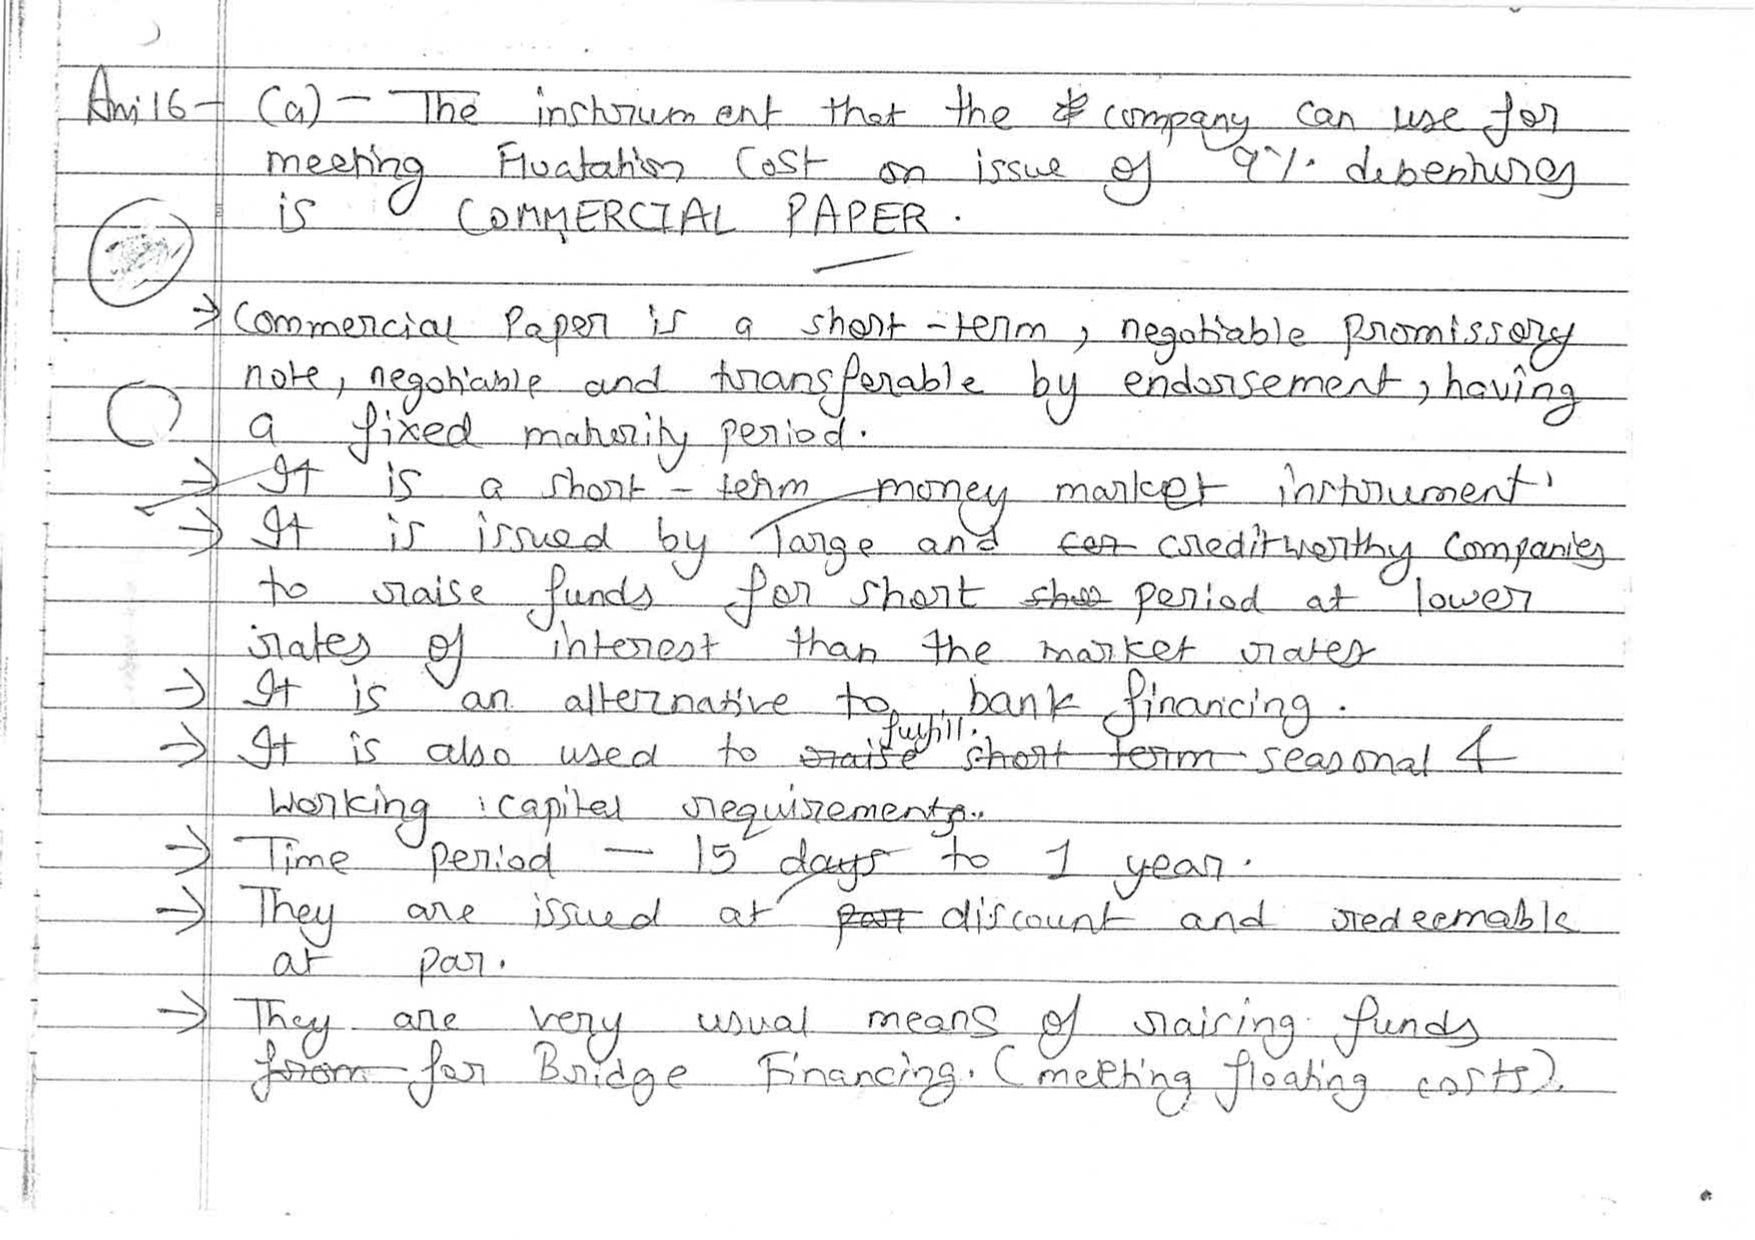 Ans 16 - (a) - The instrument that the company can use for
meeting Fluatation Cost on issue of 9% debentures
is COMMERCIAL PAPER.
→ Commercial Paper is a short-term, negotiable promissory
note, negotiable and transferable by endorsement, having
a fixed maturity period.
→ It is a short-term money market instrument.
→ It is issued by large and creditworthy companies
to raise funds for short period at lower
rates of interest than the market rates
→ It is an alternative to bank financing.
→ It is also used to fulfill seasonal &
working capital requirements.
→ Time period - 15 days to 1 year.
→ They are issued at discount and redeemable
at par.
→ They are very usual means of raising funds
for Bridge Financing. (meeting floating costs).